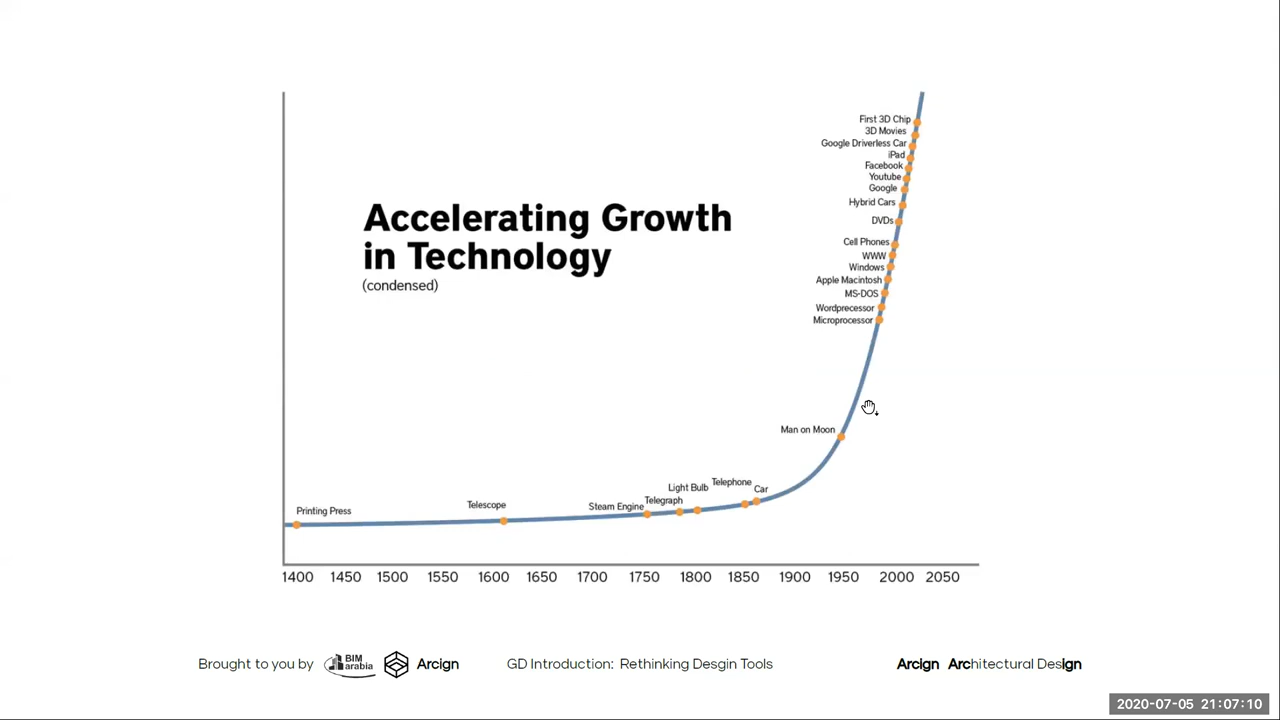 First 3D Chip
3D Movies
Google Driverless Car
iPad
Facebook
Youtube
Google
Hybrid Cars
DVDs
Cell Phones
WWW
Windows
Apple Macintosh
MS-DOS
Wordprecessor
Microprocessor
Accelerating Growth
in Technology
(condensed)
Man on Moon
Printing Press
Telescope
Steam Engine
Telegraph
Light Bulb
Telephone
Car
1400 1450 1500 1550 1600 1650 1700 1750 1800 1850 1900 1950 2000 2050
Brought to you by BIM arabia Arcign GD Introduction: Rethinking Desgin Tools Arcign Architectural Design
2020-07-05 21:07:10